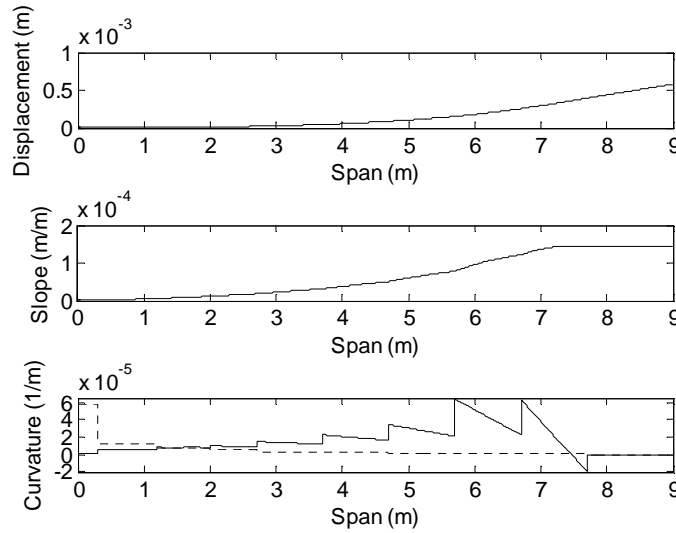 x 10^-3
Displacement (m)
1
0.5
0
0 1 2 3 4 5 6 7 8 9
Span (m)
x 10^-4
Slope (m/m)
2
1
0
0 1 2 3 4 5 6 7 8 9
Span (m)
x 10^-5
Curvature (1/m)
6
4
2
0
-2
0 1 2 3 4 5 6 7 8 9
Span (m)